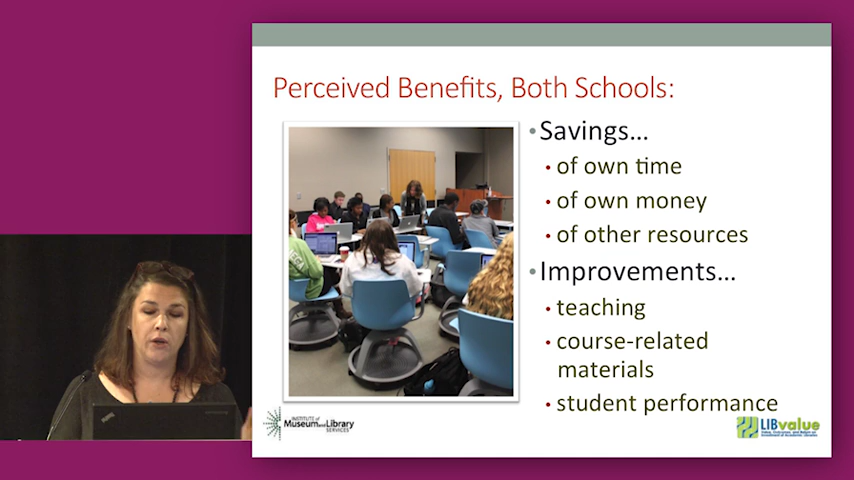 Perceived Benefits, Both Schools:
• Savings...
• of own time
• of own money
• of other resources
• Improvements...
• teaching
• course-related
materials
• student performance
INSTITUTE of
Museum and Library
SERVICES
LIBvalue